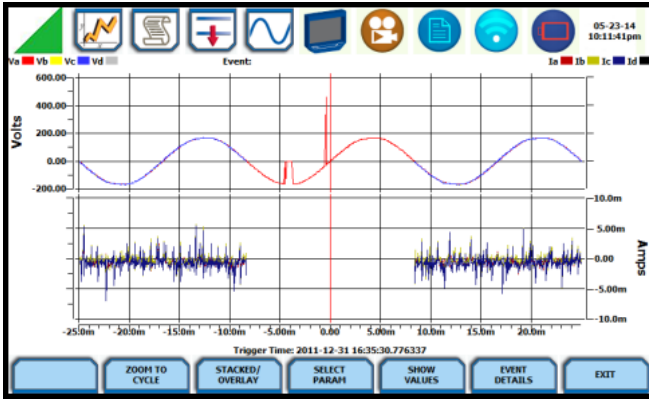 05-23-14
10:11:41pm
Va Vb Vc Vd Event: Ia Ib Ic Id
600.00
400.00
200.00
0.00
-200.00
Volts
10.0m
5.00m
0.00
-5.00m
-10.0m
Amps
-25.0m -20.0m -15.0m -10.0m -5.00m 0.00 5.00m 10.0m 15.0m 20.0m
Trigger Time: 2011-12-31 16:35:30.776337
ZOOM TO
CYCLE
STACKED/
OVERLAY
SELECT
PARAM
SHOW
VALUES
EVENT
DETAILS
EXIT